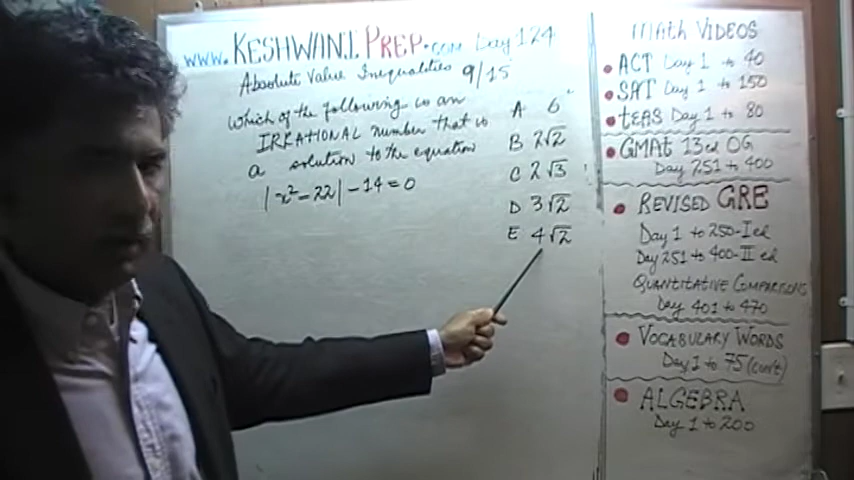 www.KESHWANI PREP.com Day 124
Absolute Value Inequalities 9/15
Which of the following is an
IRRATIONAL number that is
a solution to the equation
|x²-22|-14=0
A 6
B 2√2
C 2√3
D 3√2
E 4√2
Math Videos
ACT Day 1 to 40
SAT Day 1 to 150
TEAS Day 1 to 80
GMAt 13ed OG
Day 251 to 400
REVISED GRE
Day 1 to 250-I ed
Day 251 to 400-II ed
QUANTITATIVE COMPARISONS
Day 401 to 470
VOCABULARY WORDS
Day 1 to 75 (con't)
ALGEBRA
Day 1 to 200